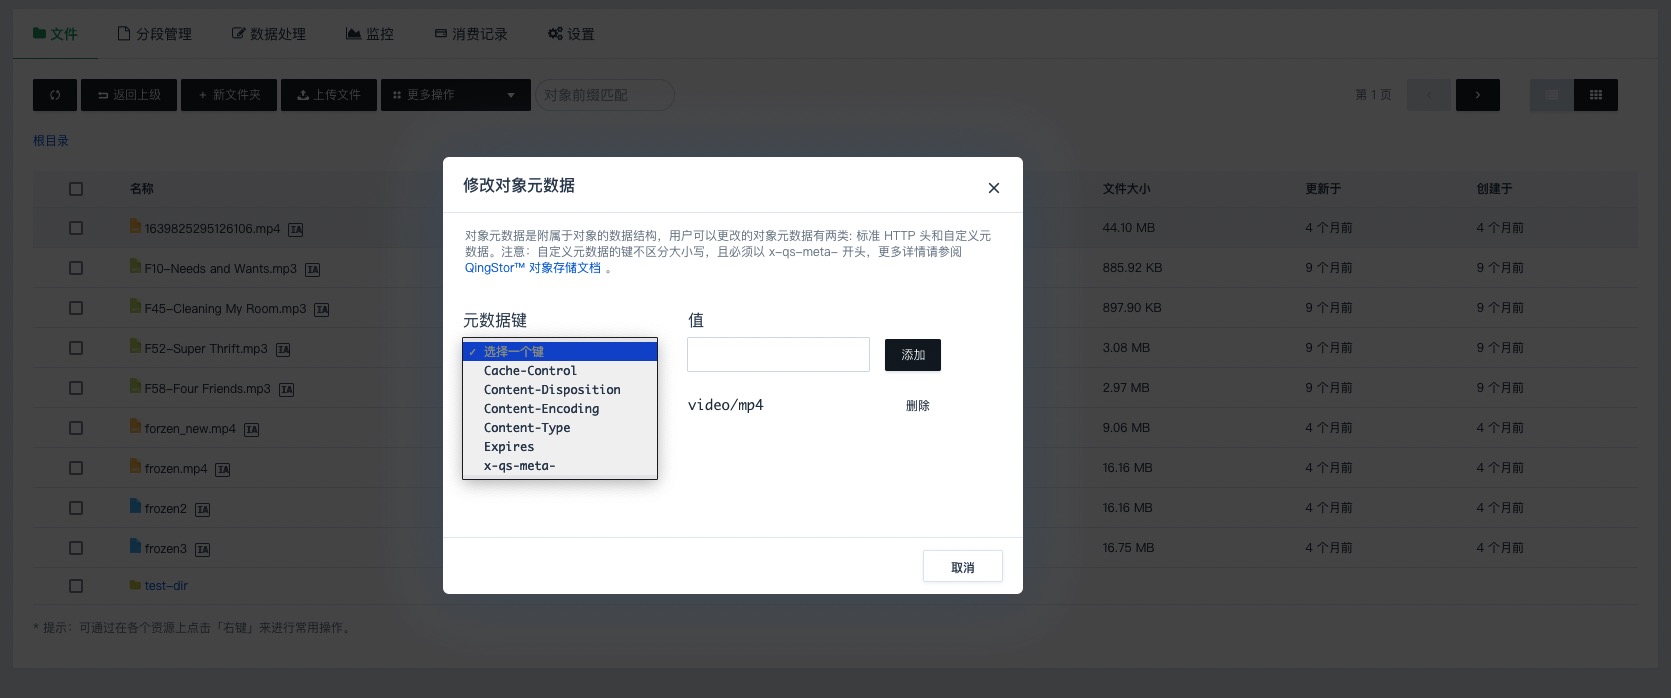 文件 分段管理 数据处理 监控 消费记录 设置
返回上级 + 新文件夹 上传文件 更多操作 对象前缀匹配 第 1 页
根目录
修改对象元数据
名称 文件大小 更新于 创建于
1639825295126106.mp4 IA 44.10 MB 4 个月前 4 个月前
对象元数据是附属于对象的数据结构，用户可以更改的对象元数据有两类: 标准 HTTP 头和自定义元
数据。注意：自定义元数据的键不区分大小写，且必须以 x-qs-meta- 开头，更多详情请参阅
QingStor™ 对象存储文档 。
F10-Needs and Wants.mp3 IA 885.92 KB 9 个月前 9 个月前
F45-Cleaning My Room.mp3 IA 897.90 KB 9 个月前 9 个月前
元数据键 值
F52-Super Thrift.mp3 IA 3.08 MB 9 个月前 9 个月前
✓ 选择一个键 添加
Cache-Control
Content-Disposition
F58-Four Friends.mp3 IA 2.97 MB 9 个月前 9 个月前
Content-Encoding video/mp4 删除
Content-Type
forzen_new.mp4 IA 9.06 MB 4 个月前 4 个月前
Expires
x-qs-meta-
frozen.mp4 IA 16.16 MB 4 个月前 4 个月前
frozen2 IA 16.16 MB 4 个月前 4 个月前
frozen3 IA 16.75 MB 4 个月前 4 个月前
取消
test-dir
* 提示：可通过在各个资源上点击「右键」来进行常用操作。